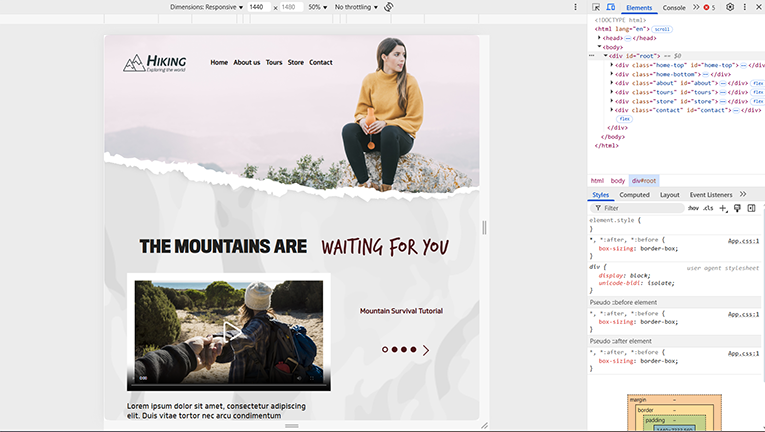 Dimensions: Responsive ▾ 1440 × 1480 50% ▾ No throttling ▾
Elements Console » 5
HIKING
Exploring the world
Home About us Tours Store Contact
THE MOUNTAINS ARE WAITING FOR YOU
0:00
Mountain Survival Tutorial
Lorem ipsum dolor sit amet, consectetur adipiscing
elit. Duis vitae tortor nec arcu condimentum
<!DOCTYPE html>
<html lang="en"> scroll
<head> ⋯ </head>
<body>
<div id="root"> == $0
<div class="home-top" id="home-top"> ⋯ </div>
<div class="home-bottom"> ⋯ </div>
<div class="about" id="about"> ⋯ </div> flex
<div class="tours" id="tours"> ⋯ </div> flex
<div class="store" id="store"> ⋯ </div> flex
<div class="contact" id="contact"> ⋯ </div>
flex
</div>
</body>
</html>
html body div#root
Styles Computed Layout Event Listeners »
Filter :hov .cls
element.style {
}
*, *:after, *:before { App.css:1
box-sizing: border-box;
}
div { user agent stylesheet
display: block;
unicode-bidi: isolate;
}
Pseudo ::before element
*, *:after, *:before { App.css:1
box-sizing: border-box;
}
Pseudo ::after element
*, *:after, *:before { App.css:1
box-sizing: border-box;
}
margin –
border –
padding –